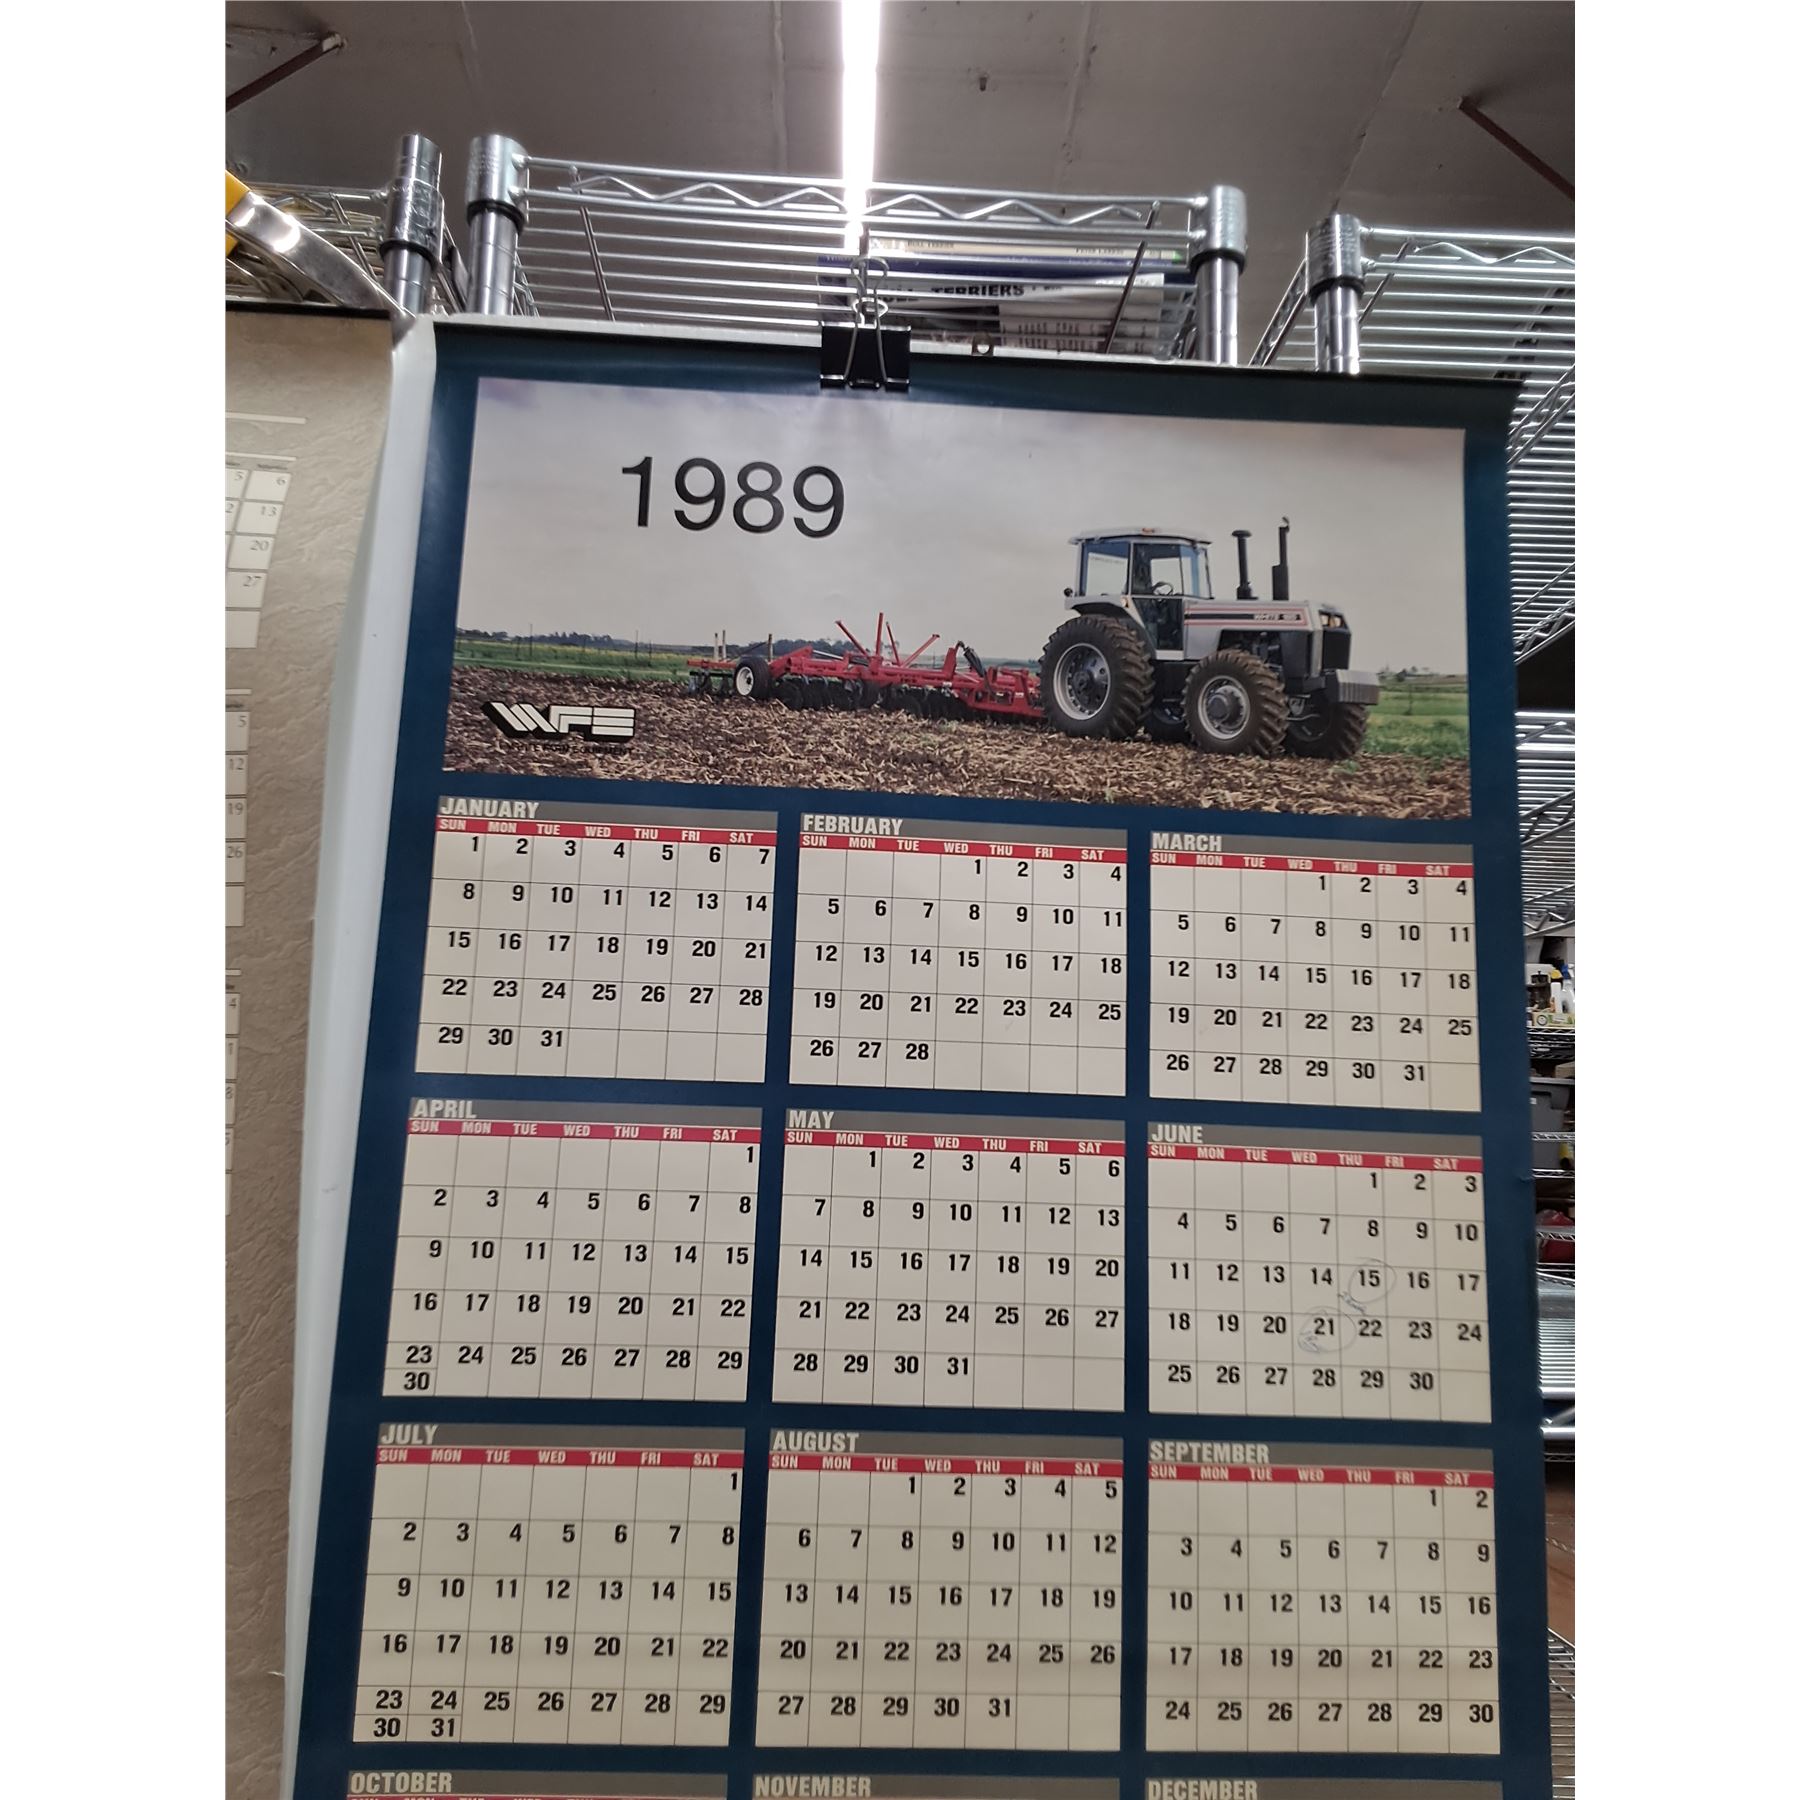 BULL TERRIER
TERRIERS
1989
WHITE
WFE
WHITE FARM EQUIPMENT
JANUARY
SUN MON TUE WED THU FRI SAT
1 2 3 4 5 6 7
8 9 10 11 12 13 14
15 16 17 18 19 20 21
22 23 24 25 26 27 28
29 30 31
FEBRUARY
SUN MON TUE WED THU FRI SAT
1 2 3 4
5 6 7 8 9 10 11
12 13 14 15 16 17 18
19 20 21 22 23 24 25
26 27 28
MARCH
SUN MON TUE WED THU FRI SAT
1 2 3 4
5 6 7 8 9 10 11
12 13 14 15 16 17 18
19 20 21 22 23 24 25
26 27 28 29 30 31
APRIL
SUN MON TUE WED THU FRI SAT
1
2 3 4 5 6 7 8
9 10 11 12 13 14 15
16 17 18 19 20 21 22
23 24 25 26 27 28 29
30
MAY
SUN MON TUE WED THU FRI SAT
1 2 3 4 5 6
7 8 9 10 11 12 13
14 15 16 17 18 19 20
21 22 23 24 25 26 27
28 29 30 31
JUNE
SUN MON TUE WED THU FRI SAT
1 2 3
4 5 6 7 8 9 10
11 12 13 14 15 16 17
18 19 20 21 22 23 24
25 26 27 28 29 30
JULY
SUN MON TUE WED THU FRI SAT
1
2 3 4 5 6 7 8
9 10 11 12 13 14 15
16 17 18 19 20 21 22
23 24 25 26 27 28 29
30 31
AUGUST
SUN MON TUE WED THU FRI SAT
1 2 3 4 5
6 7 8 9 10 11 12
13 14 15 16 17 18 19
20 21 22 23 24 25 26
27 28 29 30 31
SEPTEMBER
SUN MON TUE WED THU FRI SAT
1 2
3 4 5 6 7 8 9
10 11 12 13 14 15 16
17 18 19 20 21 22 23
24 25 26 27 28 29 30
OCTOBER
NOVEMBER
DECEMBER
5 6
13
20
27
5
12
19
26
4